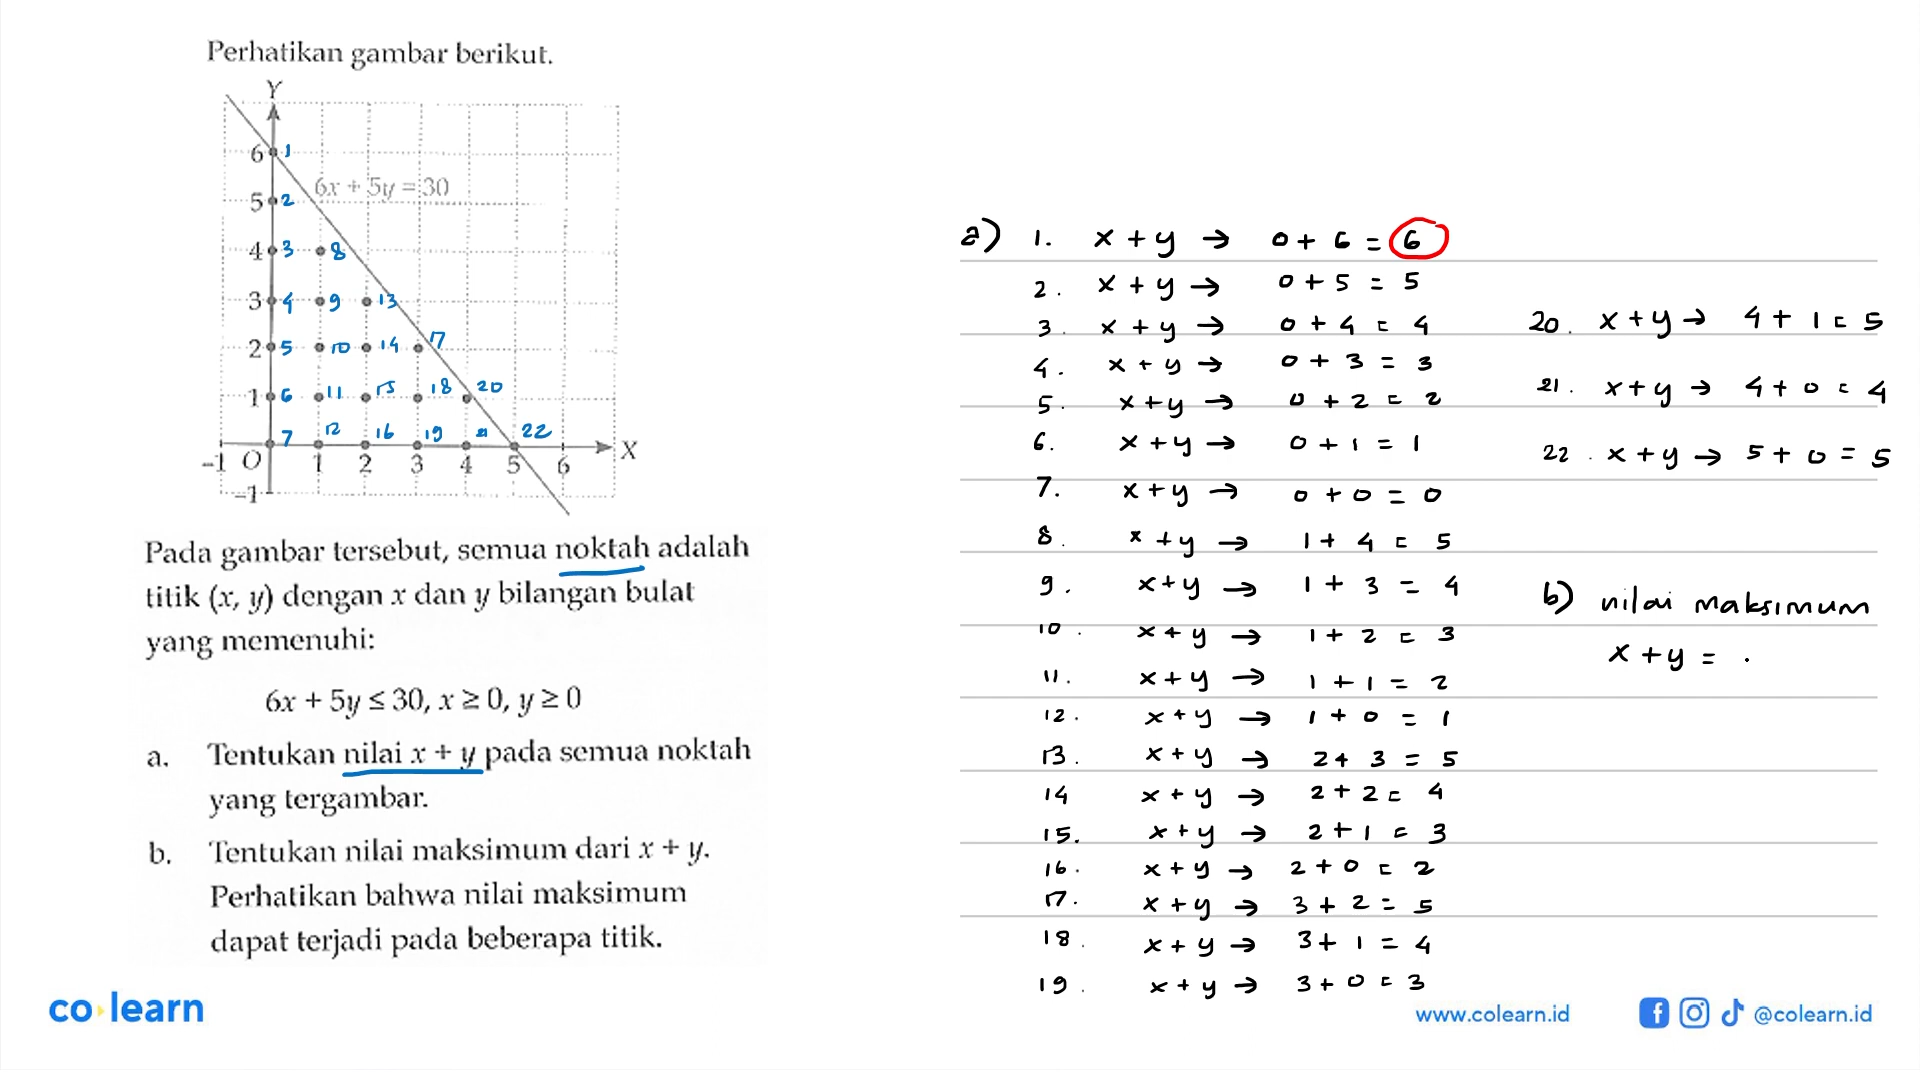 Perhatikan gambar berikut.
Y
6 1
6x + 5y = 30
5 2
4 3 8
3 4 9 13
2 5 10 14 17
1 6 11 15 18 20
7 12 16 19 21 22
-1 O 1 2 3 4 5 6 X
-1
Pada gambar tersebut, semua noktah adalah
titik (x, y) dengan x dan y bilangan bulat
yang memenuhi:
6x + 5y ≤ 30, x ≥ 0, y ≥ 0
a. Tentukan nilai x + y pada semua noktah
yang tergambar.
b. Tentukan nilai maksimum dari x + y.
Perhatikan bahwa nilai maksimum
dapat terjadi pada beberapa titik.
a) 1. x + y → 0 + 6 = 6
2. x + y → 0 + 5 = 5
3. x + y → 0 + 4 = 4
4. x + y → 0 + 3 = 3
5. x + y → 0 + 2 = 2
6. x + y → 0 + 1 = 1
7. x + y → 0 + 0 = 0
8. x + y → 1 + 4 = 5
9. x + y → 1 + 3 = 4
10. x + y → 1 + 2 = 3
11. x + y → 1 + 1 = 2
12. x + y → 1 + 0 = 1
13. x + y → 2 + 3 = 5
14 x + y → 2 + 2 = 4
15. x + y → 2 + 1 = 3
16. x + y → 2 + 0 = 2
17. x + y → 3 + 2 = 5
18. x + y → 3 + 1 = 4
19. x + y → 3 + 0 = 3
20. x + y → 4 + 1 = 5
21. x + y → 4 + 0 = 4
22. x + y → 5 + 0 = 5
b) nilai maksimum
x + y = .
co learn
www.colearn.id
@colearn.id